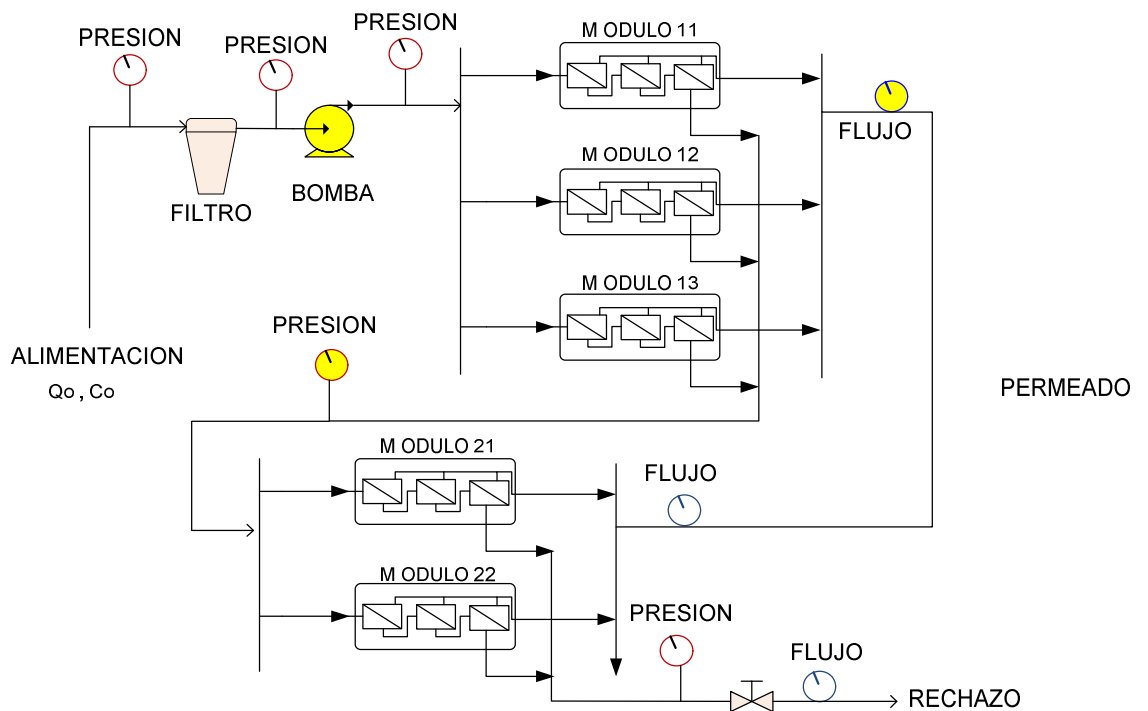 PRESION
PRESION
PRESION
M ODULO 11
FLUJO
BOMBA
FILTRO
M ODULO 12
M ODULO 13
PRESION
ALIMENTACION
Qo , Co
PERMEADO
M ODULO 21
FLUJO
M ODULO 22
PRESION
FLUJO
RECHAZO